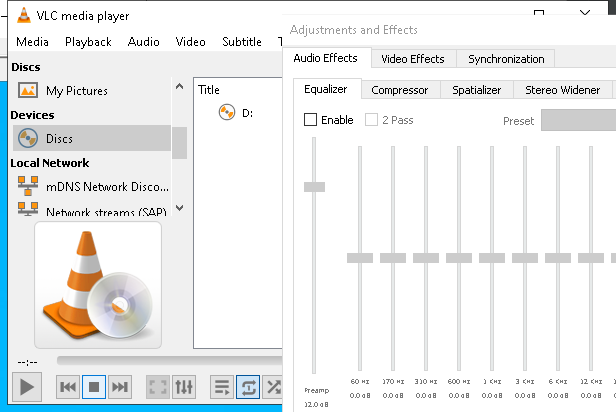 VLC media player
Media Playback Audio Video Subtitle
Discs
My Pictures
Devices
Discs
Local Network
mDNS Network Disco...
Network streams (SAP)
Title
D:
--:--
Adjustments and Effects
Audio Effects Video Effects Synchronization
Equalizer Compressor Spatializer Stereo Widener
Enable 2 Pass Preset
60 Hz 170 Hz 310 Hz 600 Hz 1 KHz 3 KHz 6 KHz 12 KHz
Preamp 0.0 dB 0.0 dB 0.0 dB 0.0 dB 0.0 dB 0.0 dB 0.0 dB 0.0 dB
12.0 dB